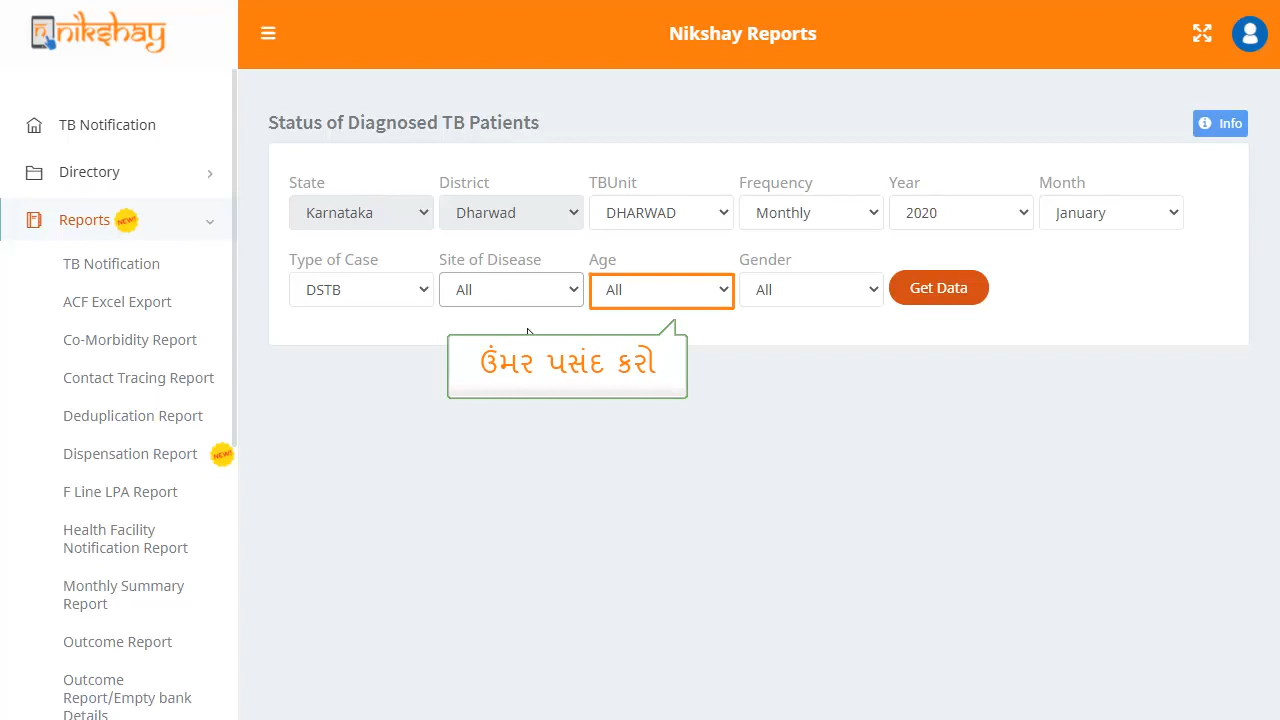 nikshay
Nikshay Reports
TB Notification
Directory
Reports NEW!
TB Notification
ACF Excel Export
Co-Morbidity Report
Contact Tracing Report
Deduplication Report
Dispensation Report NEW!
F Line LPA Report
Health Facility
Notification Report
Monthly Summary
Report
Outcome Report
Outcome
Report/Empty bank
Details
Status of Diagnosed TB Patients
Info
State District TBUnit Frequency Year Month
Karnataka Dharwad DHARWAD Monthly 2020 January
Type of Case Site of Disease Age Gender
DSTB All All All Get Data
ઉંમર પસંદ કરો